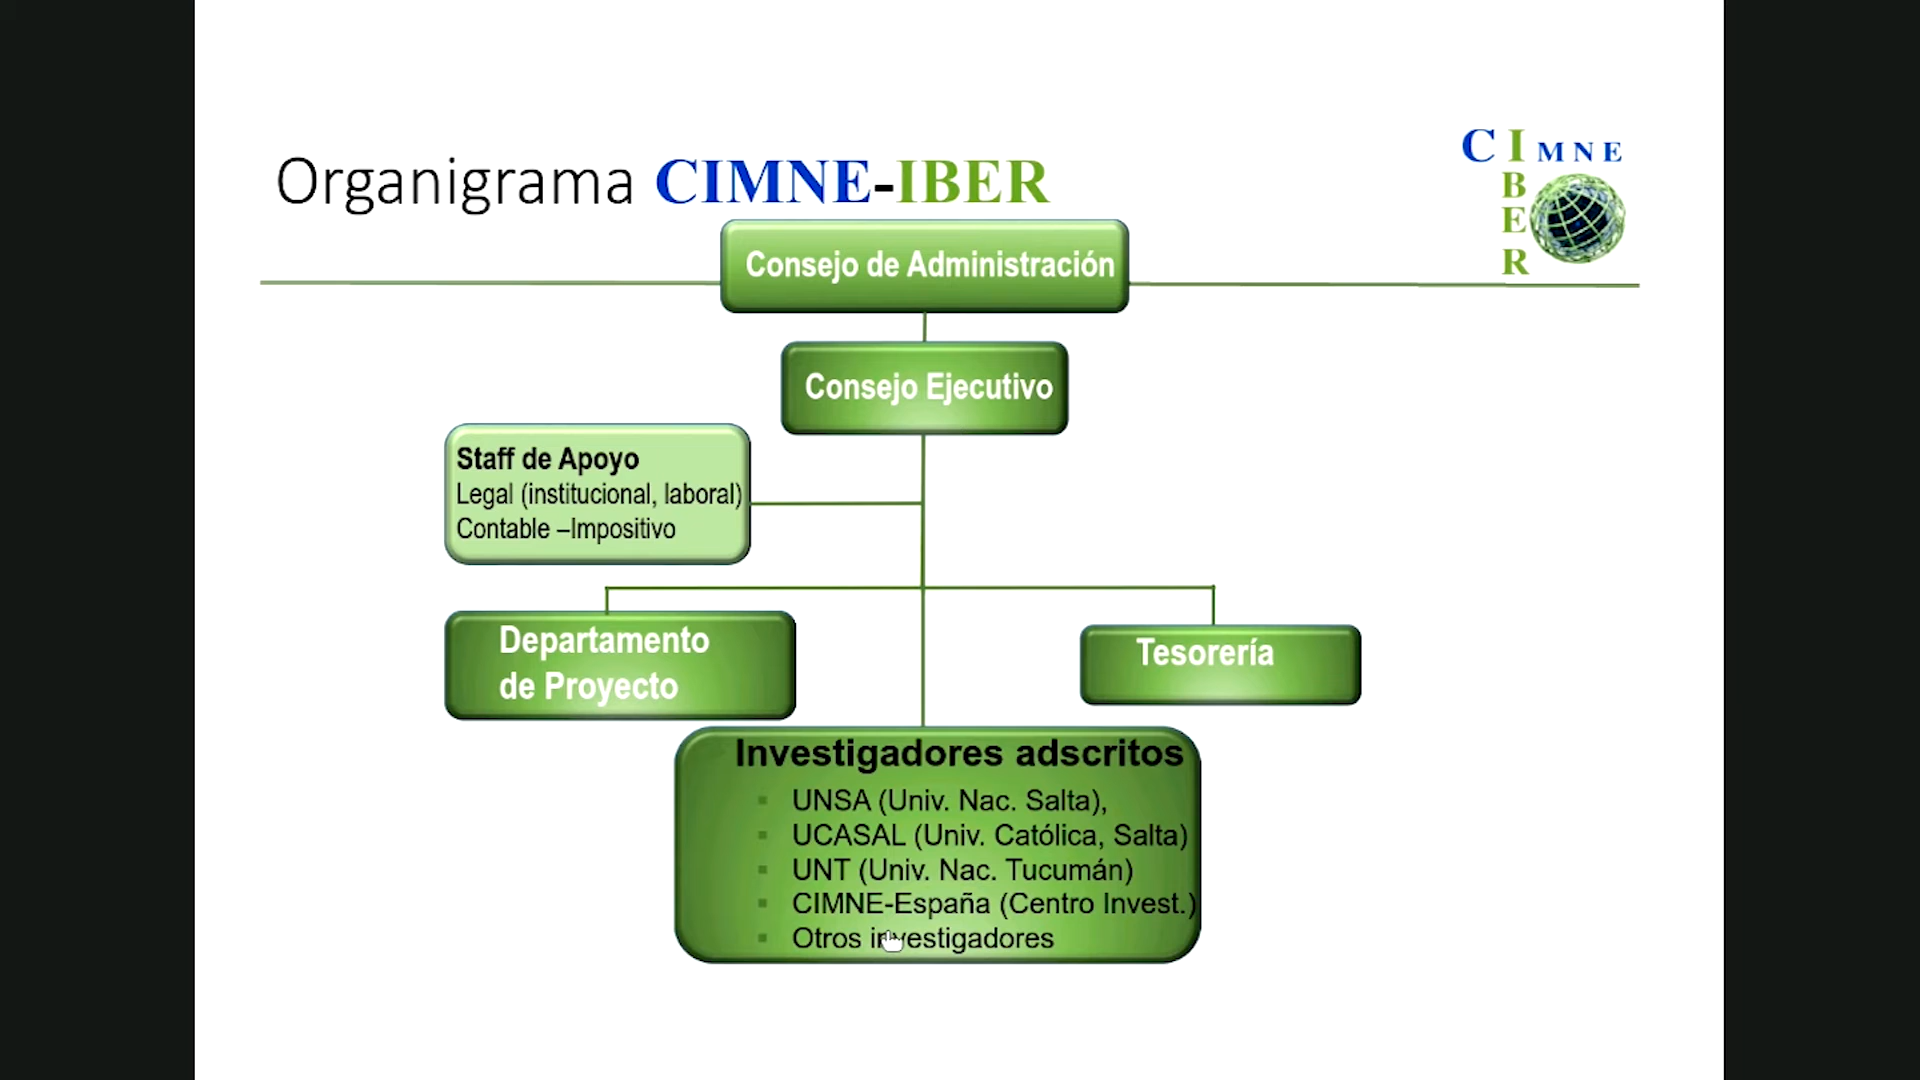 Organigrama CIMNE-IBER
CIMNE
IBER
Consejo de Administración
Consejo Ejecutivo
Staff de Apoyo
Legal (institucional, laboral)
Contable –Impositivo
Departamento
de Proyecto
Tesorería
Investigadores adscritos
UNSA (Univ. Nac. Salta),
UCASAL (Univ. Católica, Salta)
UNT (Univ. Nac. Tucumán)
CIMNE-España (Centro Invest.)
Otros investigadores